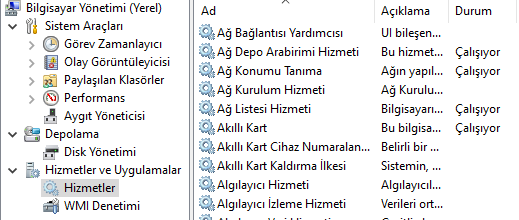 Bilgisayar Yönetimi (Yerel)
Sistem Araçları
Görev Zamanlayıcı
Olay Görüntüleyicisi
Paylaşılan Klasörler
Performans
Aygıt Yöneticisi
Depolama
Disk Yönetimi
Hizmetler ve Uygulamalar
Hizmetler
WMI Denetimi
Ad Açıklama Durum
Ağ Bağlantısı Yardımcısı UI bileşen...
Ağ Depo Arabirimi Hizmeti Bu hizmet... Çalışıyor
Ağ Konumu Tanıma Ağın yapıl... Çalışıyor
Ağ Kurulum Hizmeti Ağ Kurulu...
Ağ Listesi Hizmeti Bilgisayarı... Çalışıyor
Akıllı Kart Bu bilgisa... Çalışıyor
Akıllı Kart Cihaz Numaralan... Belirli bir ...
Akıllı Kart Kaldırma İlkesi Sistemin, ...
Algılayıcı Hizmeti Algılayıcıl...
Algılayıcı İzleme Hizmeti Verileri ort...